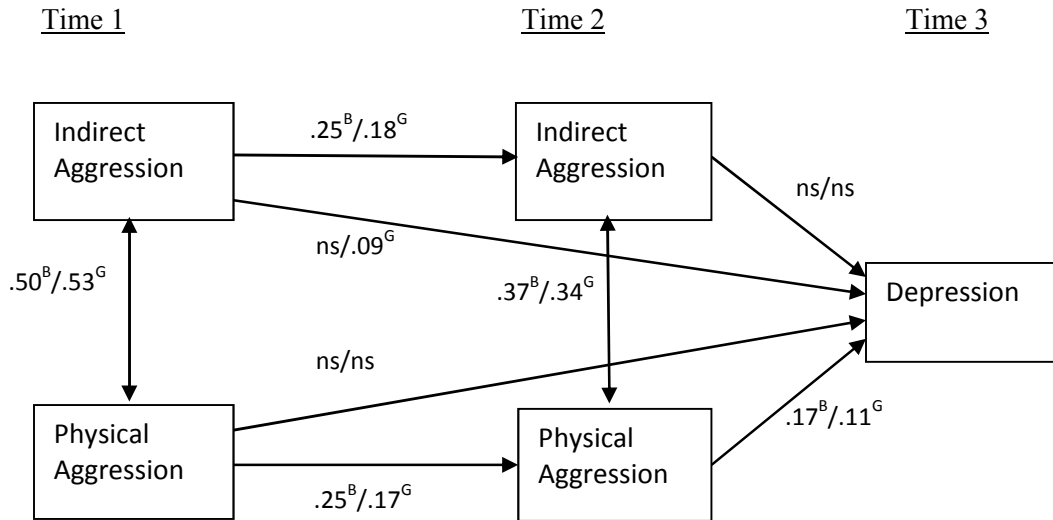 Time 1
Time 2
Time 3
Indirect
Aggression
.25ᴮ/.18ᴳ
Indirect
Aggression
ns/ns
ns/.09ᴳ
.50ᴮ/.53ᴳ
.37ᴮ/.34ᴳ
Depression
ns/ns
Physical
Aggression
Physical
Aggression
.17ᴮ/.11ᴳ
.25ᴮ/.17ᴳ